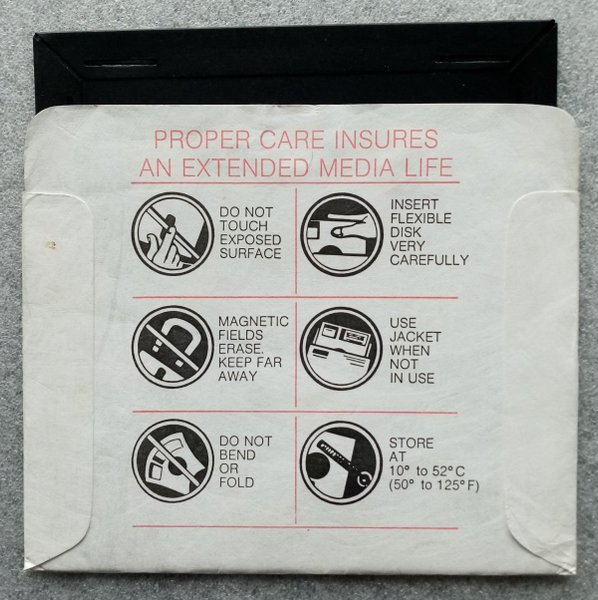 PROPER CARE INSURES
AN EXTENDED MEDIA LIFE
DO NOT
TOUCH
EXPOSED
SURFACE
INSERT
FLEXIBLE
DISK
VERY
CAREFULLY
MAGNETIC
FIELDS
ERASE.
KEEP FAR
AWAY
USE
JACKET
WHEN
NOT
IN USE
DO NOT
BEND
OR
FOLD
STORE
AT
10° to 52°C
(50° to 125°F)